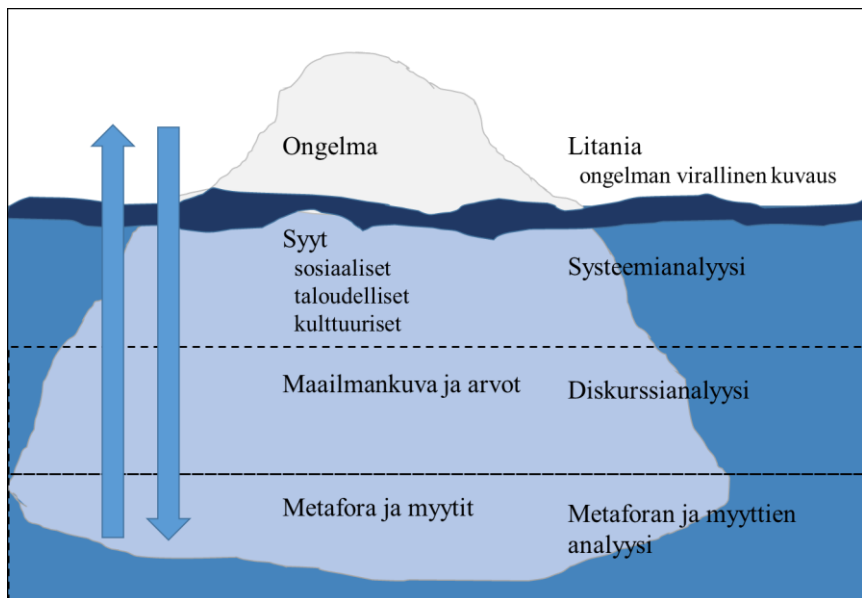 Ongelma
Litania
ongelman virallinen kuvaus
Syyt
sosiaaliset
taloudelliset
kulttuuriset
Systeemianalyysi
Maailmankuva ja arvot
Diskurssianalyysi
Metafora ja myytit
Metaforan ja myyttien
analyysi